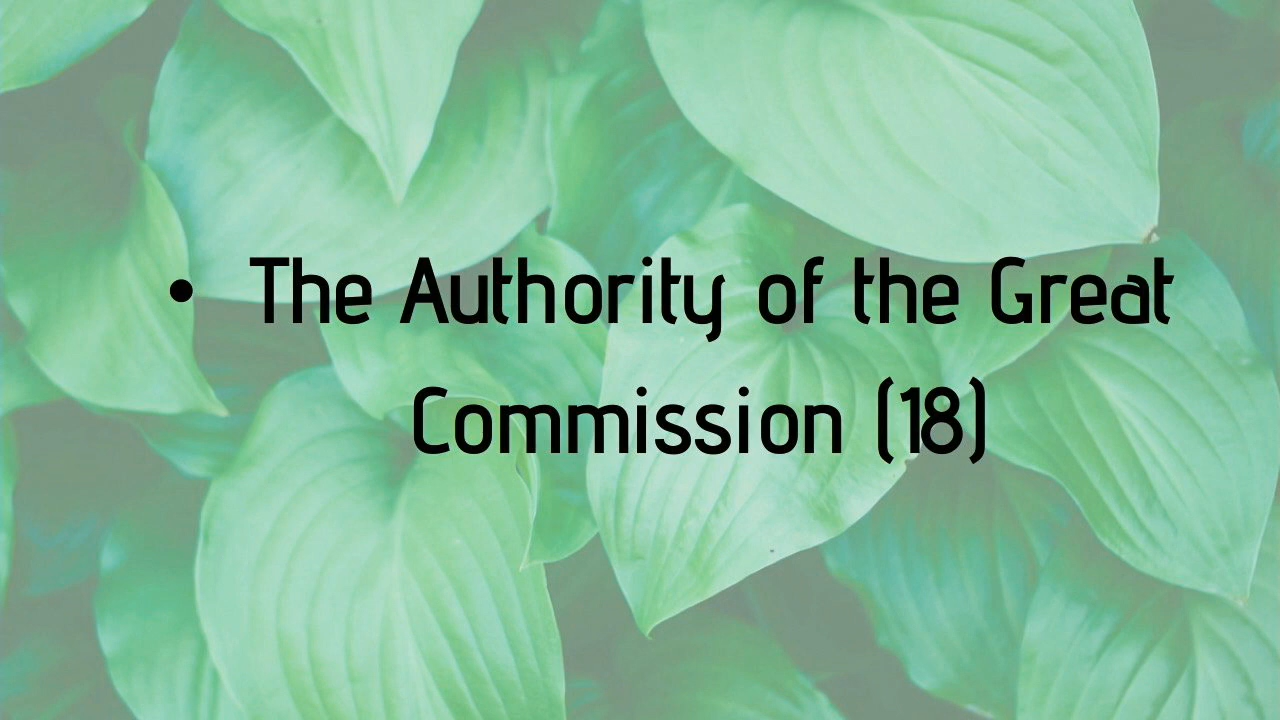 • The Authority of the Great
Commission (18)